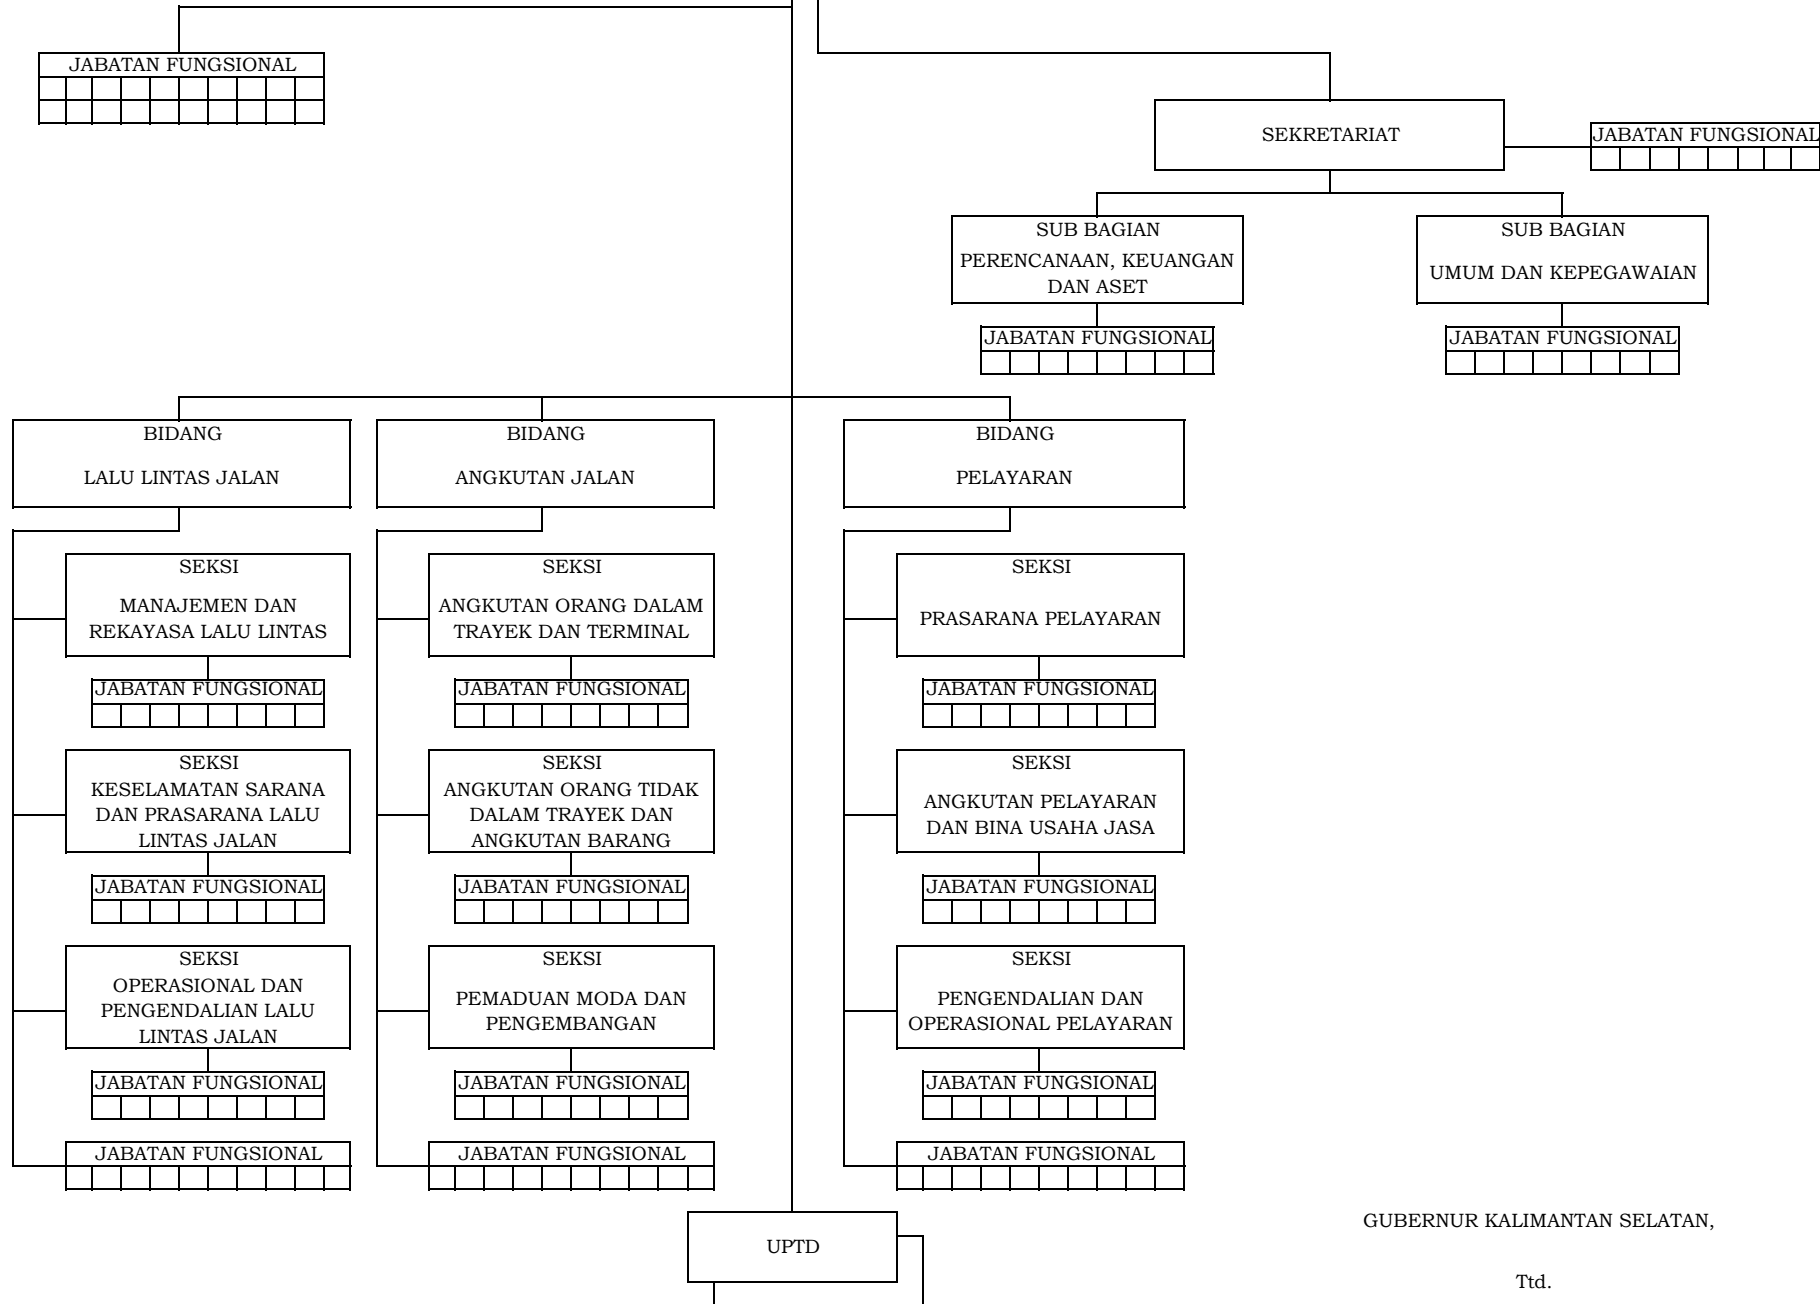 JABATAN FUNGSIONAL
SEKRETARIAT
JABATAN FUNGSIONAL
SUB BAGIAN
PERENCANAAN, KEUANGAN
DAN ASET
JABATAN FUNGSIONAL
SUB BAGIAN
UMUM DAN KEPEGAWAIAN
JABATAN FUNGSIONAL
BIDANG
LALU LINTAS JALAN
SEKSI
MANAJEMEN DAN
REKAYASA LALU LINTAS
JABATAN FUNGSIONAL
SEKSI
KESELAMATAN SARANA
DAN PRASARANA LALU
LINTAS JALAN
JABATAN FUNGSIONAL
SEKSI
OPERASIONAL DAN
PENGENDALIAN LALU
LINTAS JALAN
JABATAN FUNGSIONAL
JABATAN FUNGSIONAL
BIDANG
ANGKUTAN JALAN
SEKSI
ANGKUTAN ORANG DALAM
TRAYEK DAN TERMINAL
JABATAN FUNGSIONAL
SEKSI
ANGKUTAN ORANG TIDAK
DALAM TRAYEK DAN
ANGKUTAN BARANG
JABATAN FUNGSIONAL
SEKSI
PEMADUAN MODA DAN
PENGEMBANGAN
JABATAN FUNGSIONAL
JABATAN FUNGSIONAL
BIDANG
PELAYARAN
SEKSI
PRASARANA PELAYARAN
JABATAN FUNGSIONAL
SEKSI
ANGKUTAN PELAYARAN
DAN BINA USAHA JASA
JABATAN FUNGSIONAL
SEKSI
PENGENDALIAN DAN
OPERASIONAL PELAYARAN
JABATAN FUNGSIONAL
JABATAN FUNGSIONAL
UPTD
GUBERNUR KALIMANTAN SELATAN,
Ttd.